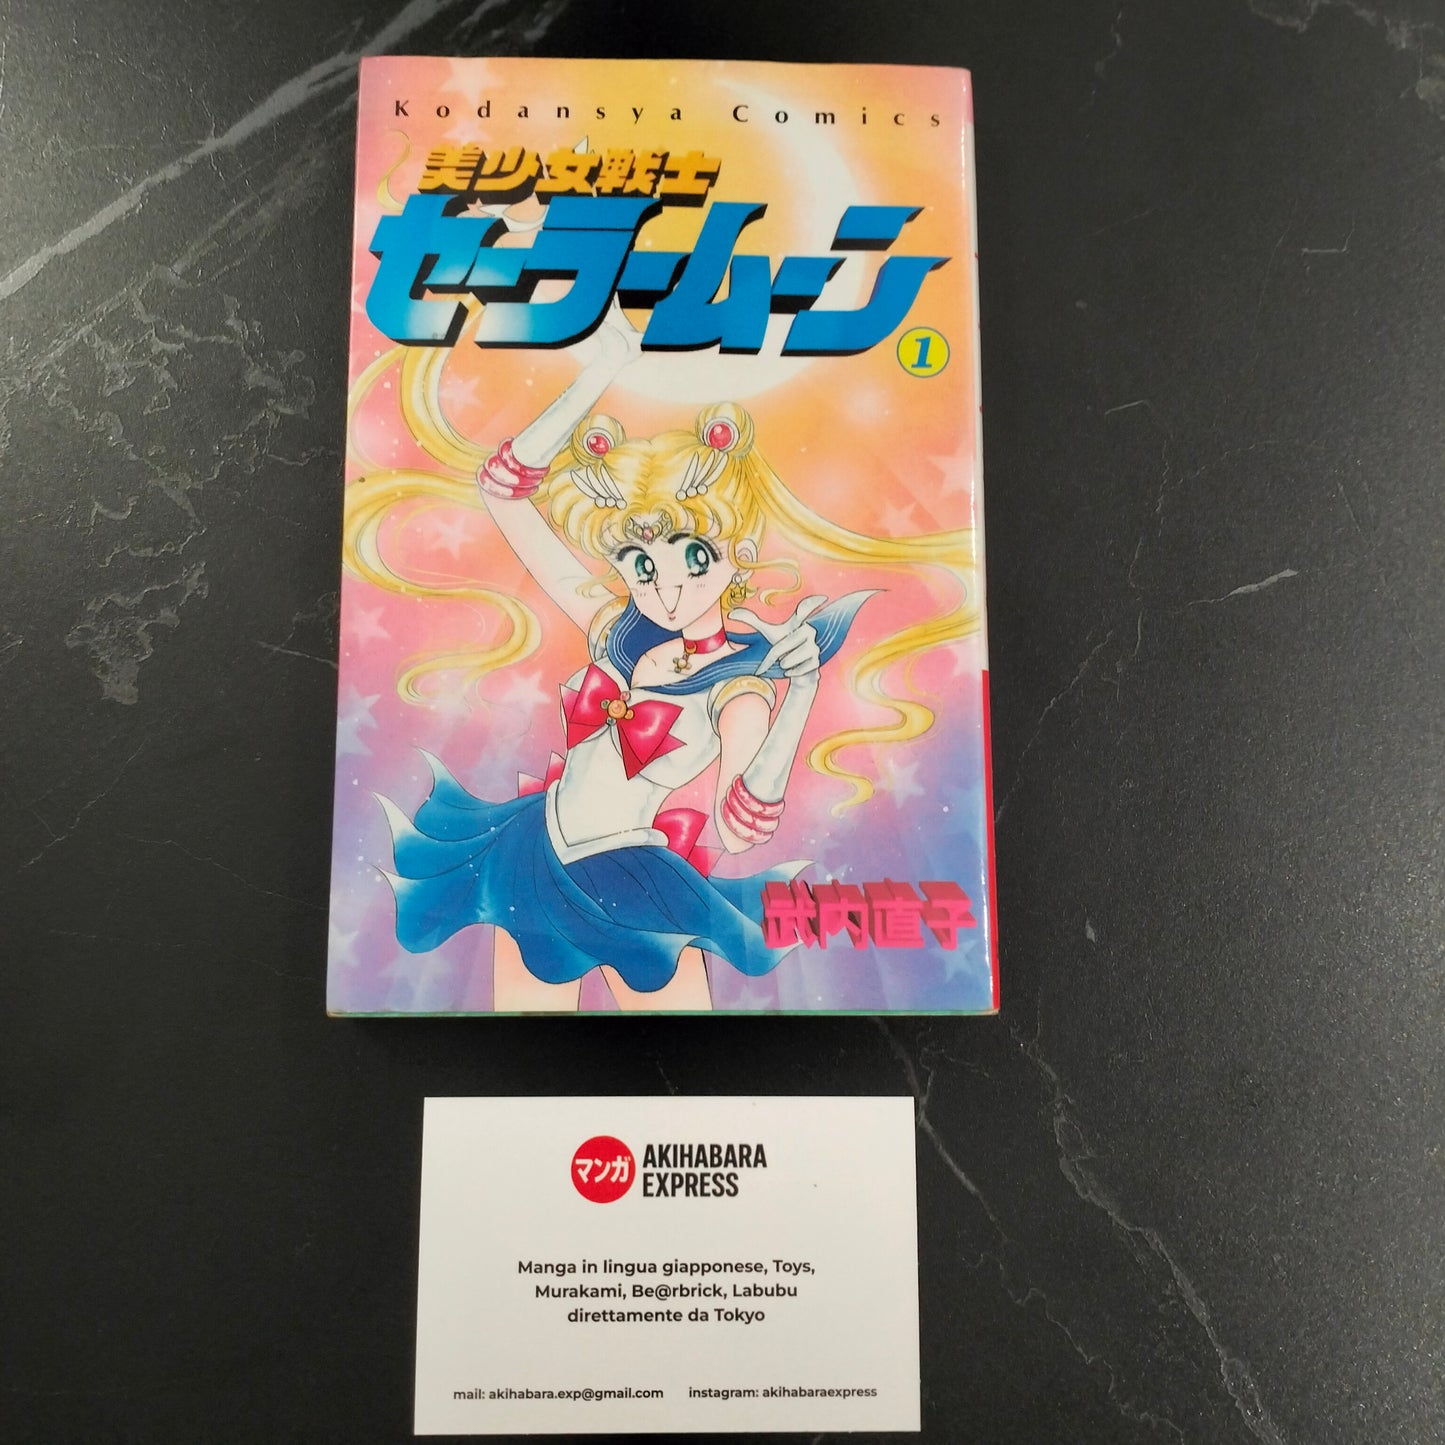 Kodansya Comics
美少女戦士
セーラームーン
1
武内直子
マンガ
AKIHABARA
EXPRESS
Manga in lingua giapponese, Toys,
Murakami, Be@rbrick, Labubu
direttamente da Tokyo
mail: akihabara.exp@gmail.com instagram: akihabaraexpress